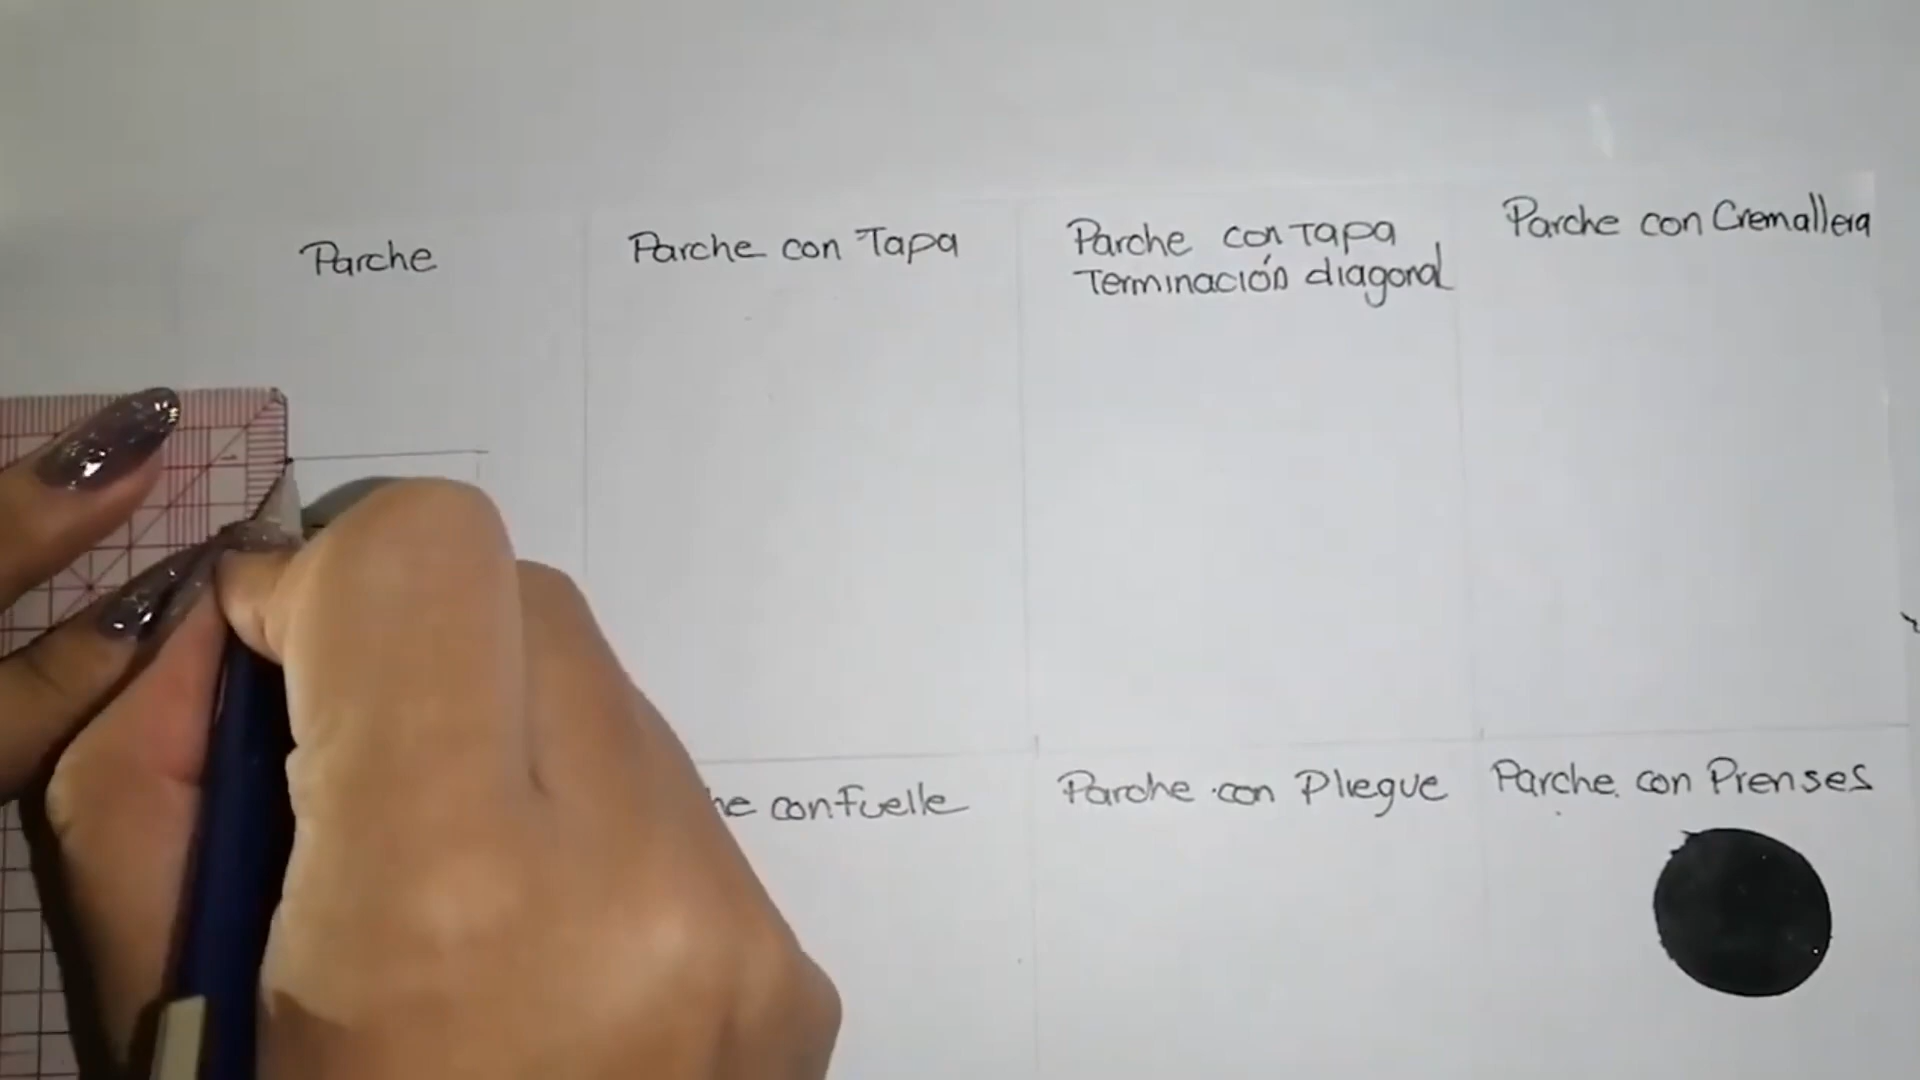 Parche
Parche con Tapa
Parche con Tapa
Terminación diagonal
Parche con Cremallera
con Fuelle
Parche con Pliegue
Parche con Prenses